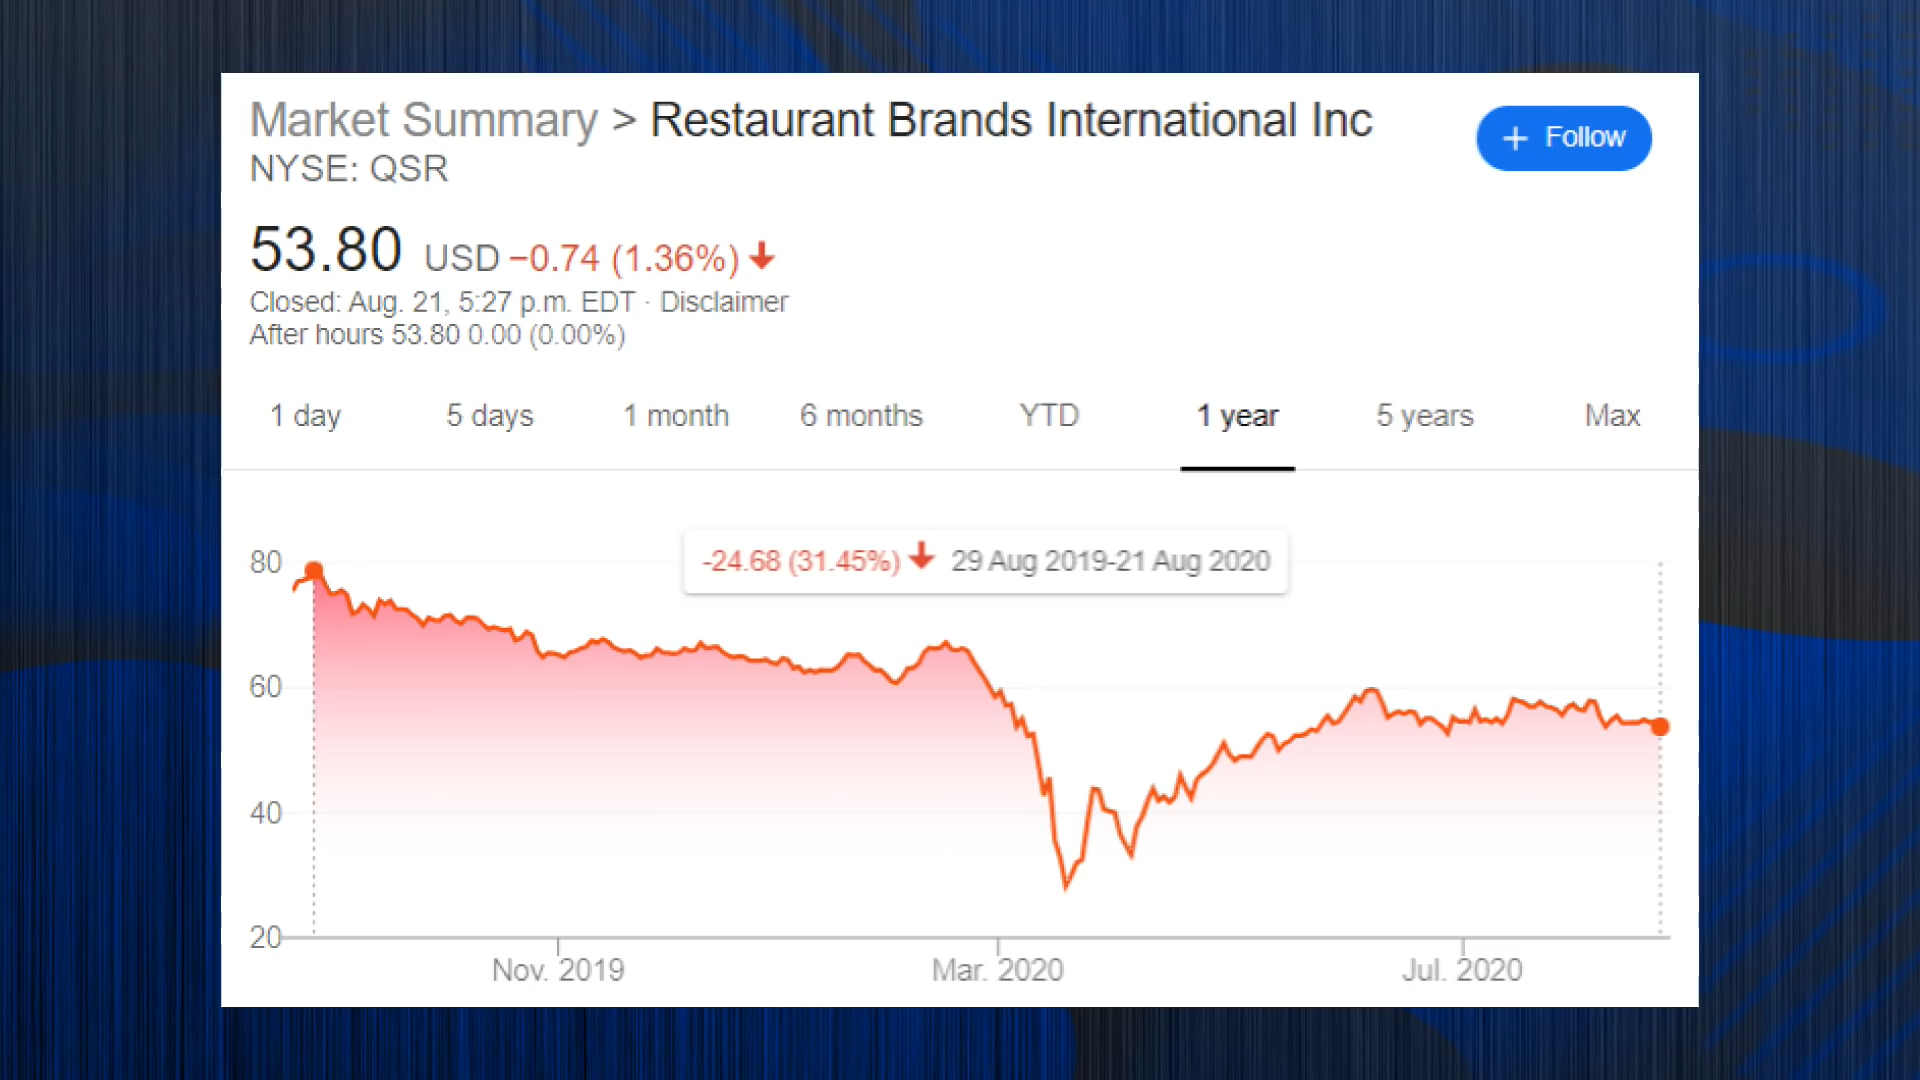 Market Summary > Restaurant Brands International Inc
NYSE: QSR
+ Follow
53.80 USD −0.74 (1.36%)
Closed: Aug. 21, 5:27 p.m. EDT · Disclaimer
After hours 53.80 0.00 (0.00%)
1 day 5 days 1 month 6 months YTD 1 year 5 years Max
-24.68 (31.45%) 29 Aug 2019-21 Aug 2020
80
60
40
20
Nov. 2019 Mar. 2020 Jul. 2020